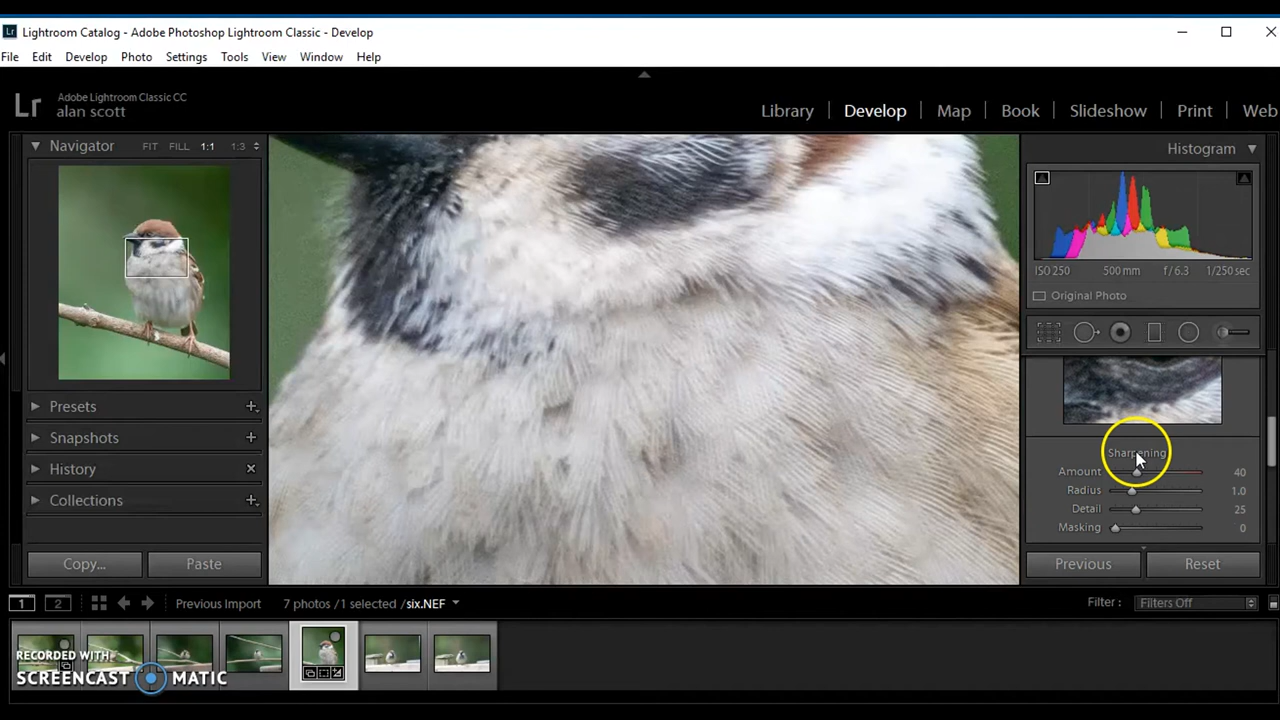 Lr Lightroom Catalog - Adobe Photoshop Lightroom Classic - Develop
File Edit Develop Photo Settings Tools View Window Help
Lr Adobe Lightroom Classic CC
alan scott
Library | Develop | Map | Book | Slideshow | Print | Web
Navigator FIT FILL 1:1 1:3
Histogram
ISO 250 500 mm f / 6.3 1/250 sec
Original Photo
Presets
Snapshots
History
Collections
Copy... Paste
Sharpening
Amount 40
Radius 1.0
Detail 25
Masking 0
Previous Reset
1 2 Previous Import 7 photos / 1 selected / six.NEF Filter : Filters Off
RECORDED WITH
SCREENCAST MATIC